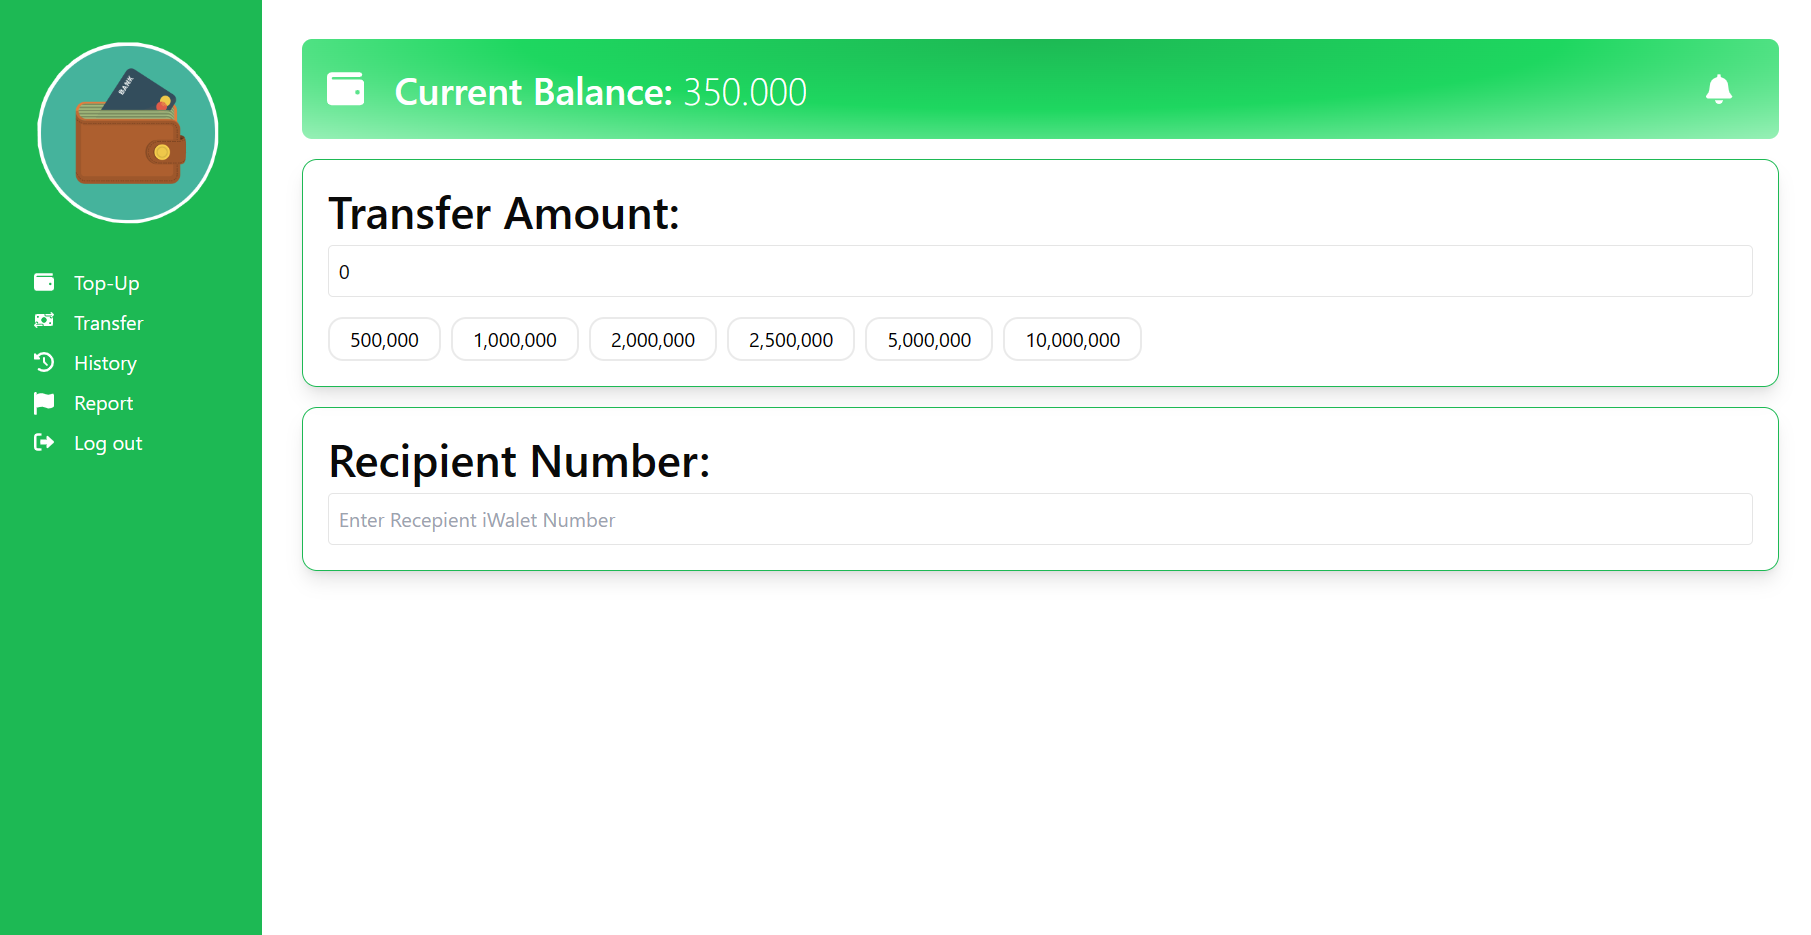 BANK
Top-Up
Transfer
History
Report
Log out
Current Balance: 350.000
Transfer Amount:
0
500,000 1,000,000 2,000,000 2,500,000 5,000,000 10,000,000
Recipient Number:
Enter Recepient iWalet Number